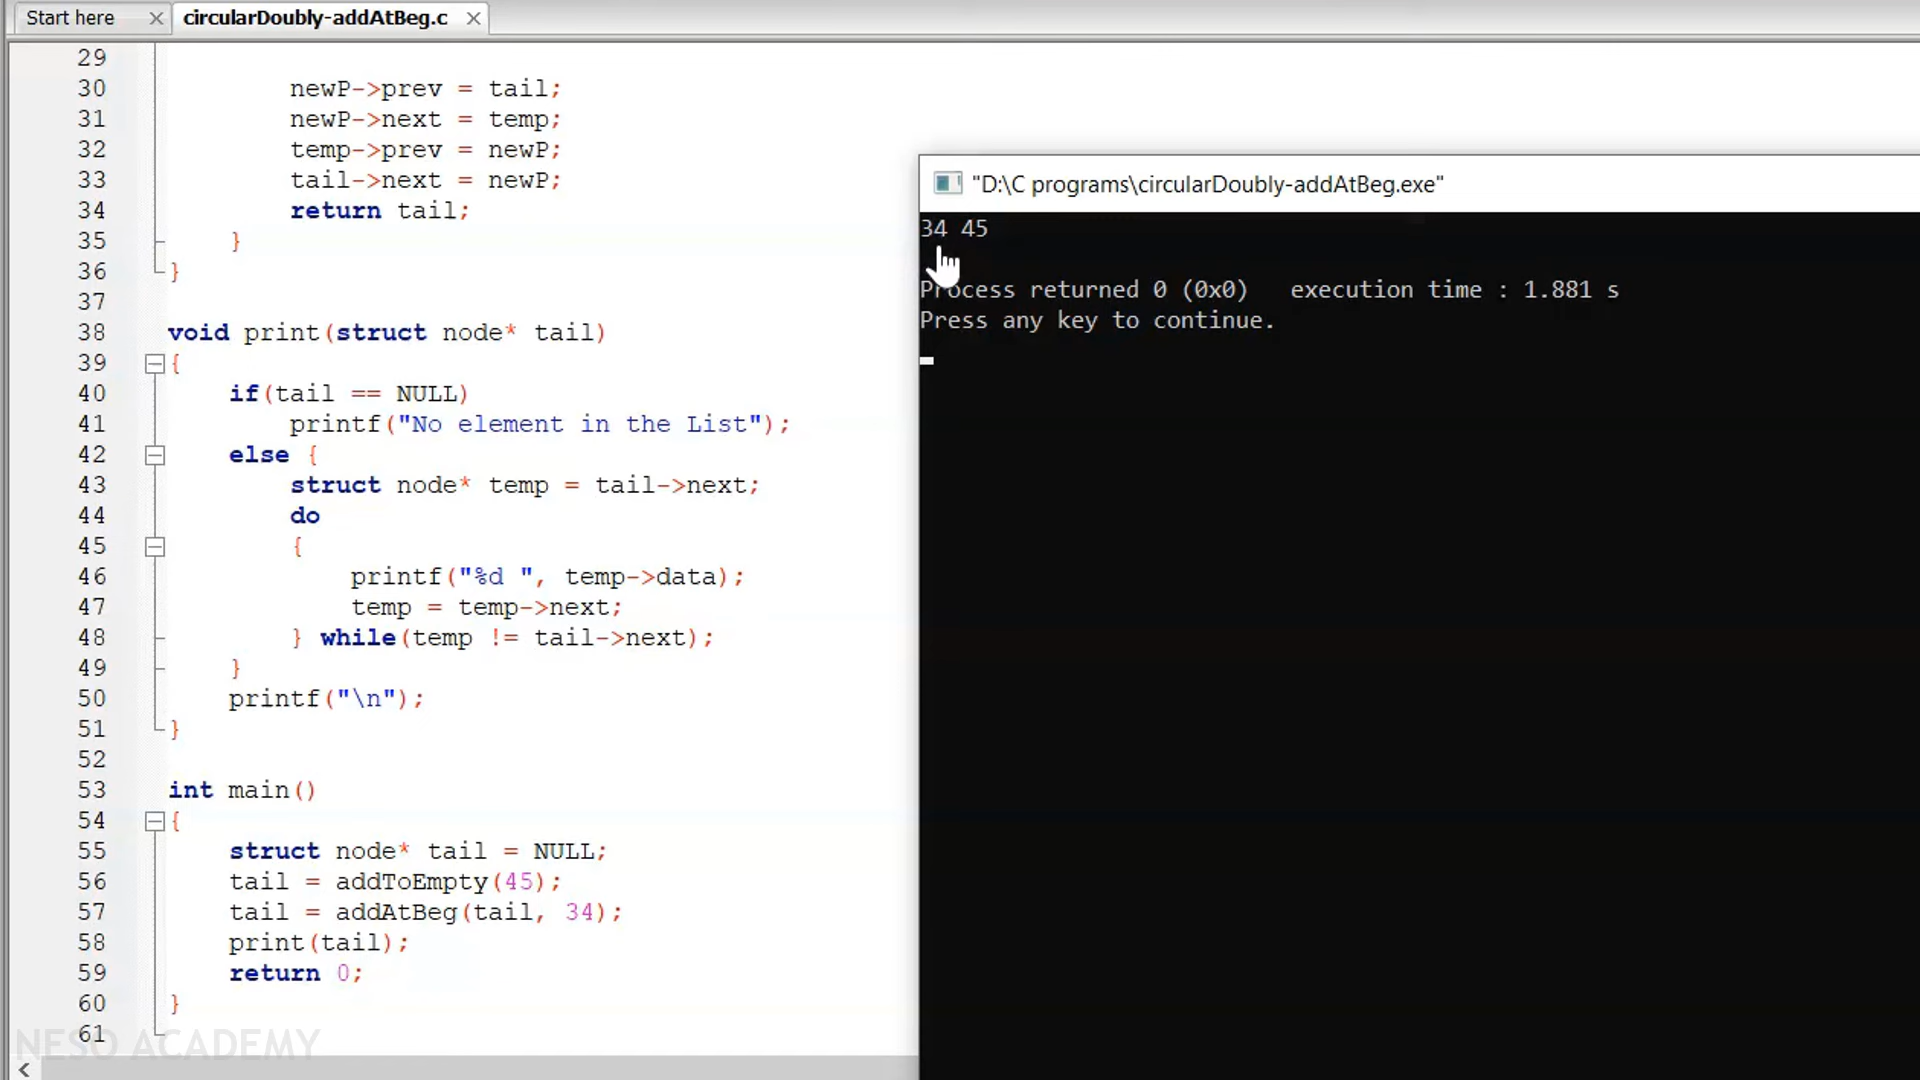 Start here
circularDoubly-addAtBeg.c
29
30 newP->prev = tail;
31 newP->next = temp;
32 temp->prev = newP;
33 tail->next = newP;
34 return tail;
35 }
36 }
37
38 void print(struct node* tail)
39 {
40 if(tail == NULL)
41 printf("No element in the List");
42 else {
43 struct node* temp = tail->next;
44 do
45 {
46 printf("%d ", temp->data);
47 temp = temp->next;
48 } while(temp != tail->next);
49 }
50 printf("\n");
51 }
52
53 int main()
54 {
55 struct node* tail = NULL;
56 tail = addToEmpty(45);
57 tail = addAtBeg(tail, 34);
58 print(tail);
59 return 0;
60 }
61
NESO ACADEMY
"D:\C programs\circularDoubly-addAtBeg.exe"
34 45
Process returned 0 (0x0) execution time : 1.881 s
Press any key to continue.